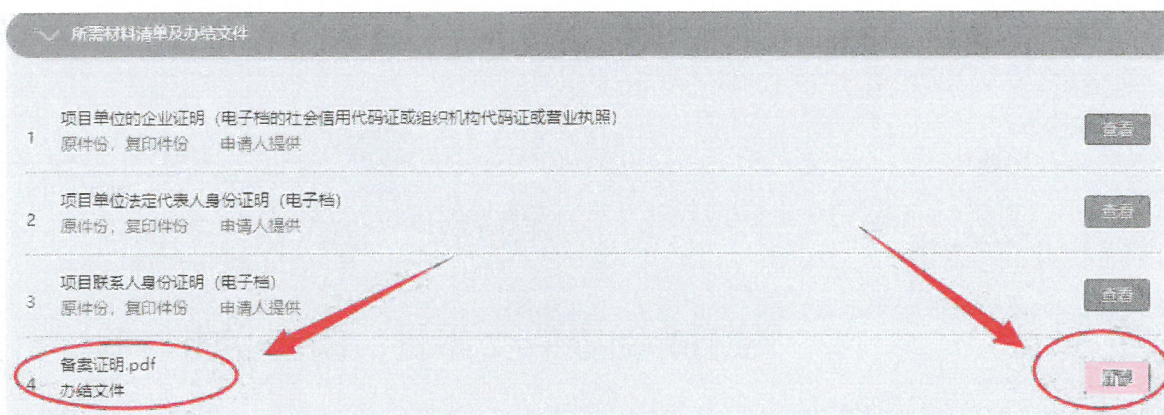 所需材料清单及办结文件
项目单位的企业证明（电子档的社会信用代码证或组织机构代码证或营业执照）
1
查看
原件份，复印件份 申请人提供
项目单位法定代表人身份证明（电子档）
2
查看
原件份，复印件份 申请人提供
项目联系人身份证明（电子档）
3
查看
原件份，复印件份 申请人提供
备案证明.pdf
4
办结文件